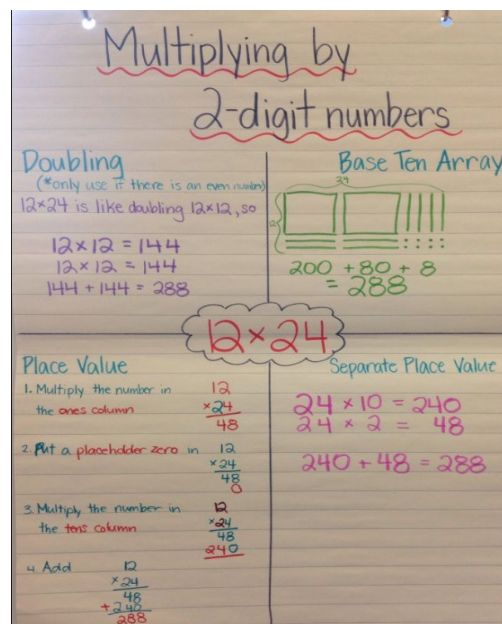 Multiplying by
2-digit numbers
Doubling
(*only use if there is an even number)
12×24 is like doubling 12×12, so
12×12 = 144
12×12 = 144
144 + 144 = 288
Base Ten Array
24
12
200 + 80 + 8
= 288
12×24
Place Value
1. Multiply the number in
the ones column
12
×24
48
2. Put a placeholder zero in
12
×24
48
0
3. Multiply the number in
the tens column
12
×24
48
240
4. Add
12
×24
48
+240
288
Separate Place Value
24 × 10 = 240
24 × 2 = 48
240 + 48 = 288